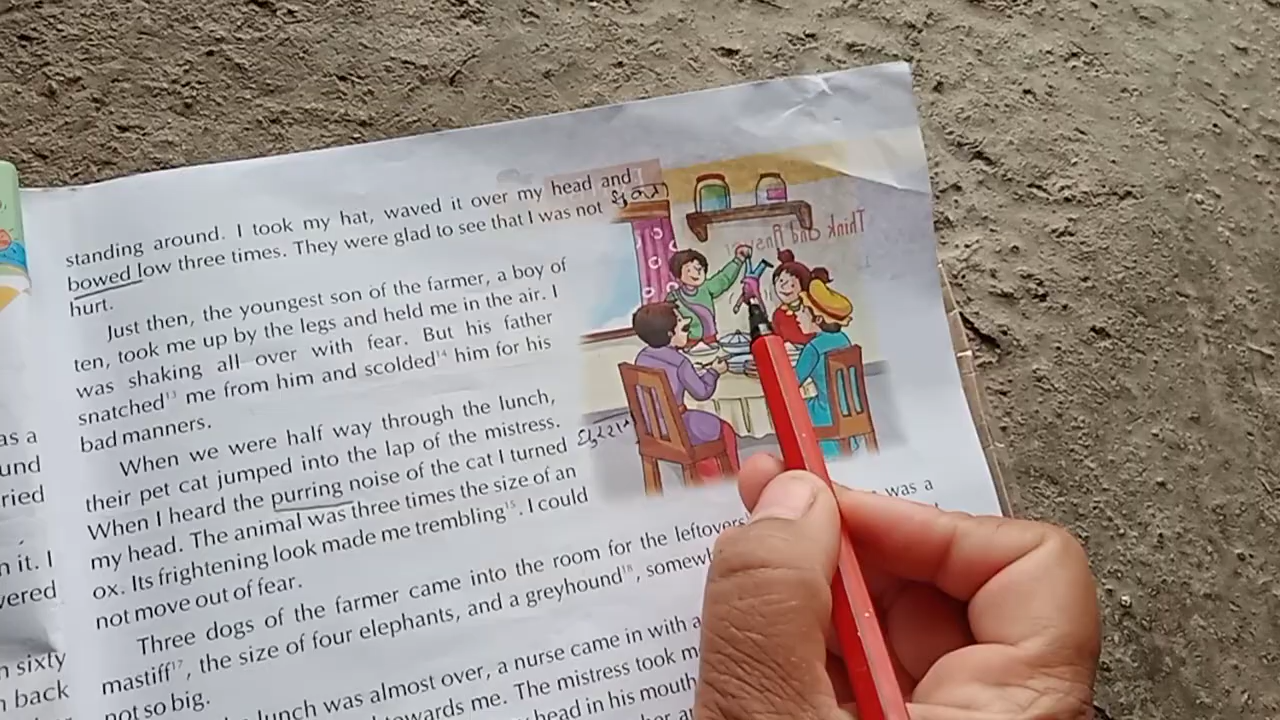 standing around. I took my hat, waved it over my head and
bowed low three times. They were glad to see that I was not
hurt.
Just then, the youngest son of the farmer, a boy of
ten, took me up by the legs and held me in the air. I
was shaking all over with fear. But his father
snatched¹³ me from him and scolded¹⁴ him for his
bad manners.
When we were half way through the lunch,
their pet cat jumped into the lap of the mistress.
When I heard the purring noise of the cat I turned
my head. The animal was three times the size of an
ox. Its frightening look made me trembling¹⁵. I could
not move out of fear.
Three dogs of the farmer came into the room for the leftovers
mastiff¹⁷, the size of four elephants, and a greyhound¹⁸,
not so big.
lunch was almost over, a nurse came in with a
towards me. The mistress took
head in his mouth
was a
as a
und
ried
it. I
vered
sixty
back
Think and Answer